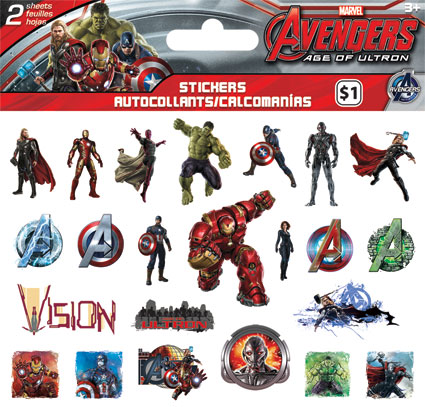 2 sheets
feuilles
hojas
MARVEL
AVENGERS
AGE OF ULTRON
3+
STICKERS
AUTOCOLLANTS/CALCOMANÍAS
$1
AVENGERS
VISION
ULTRON